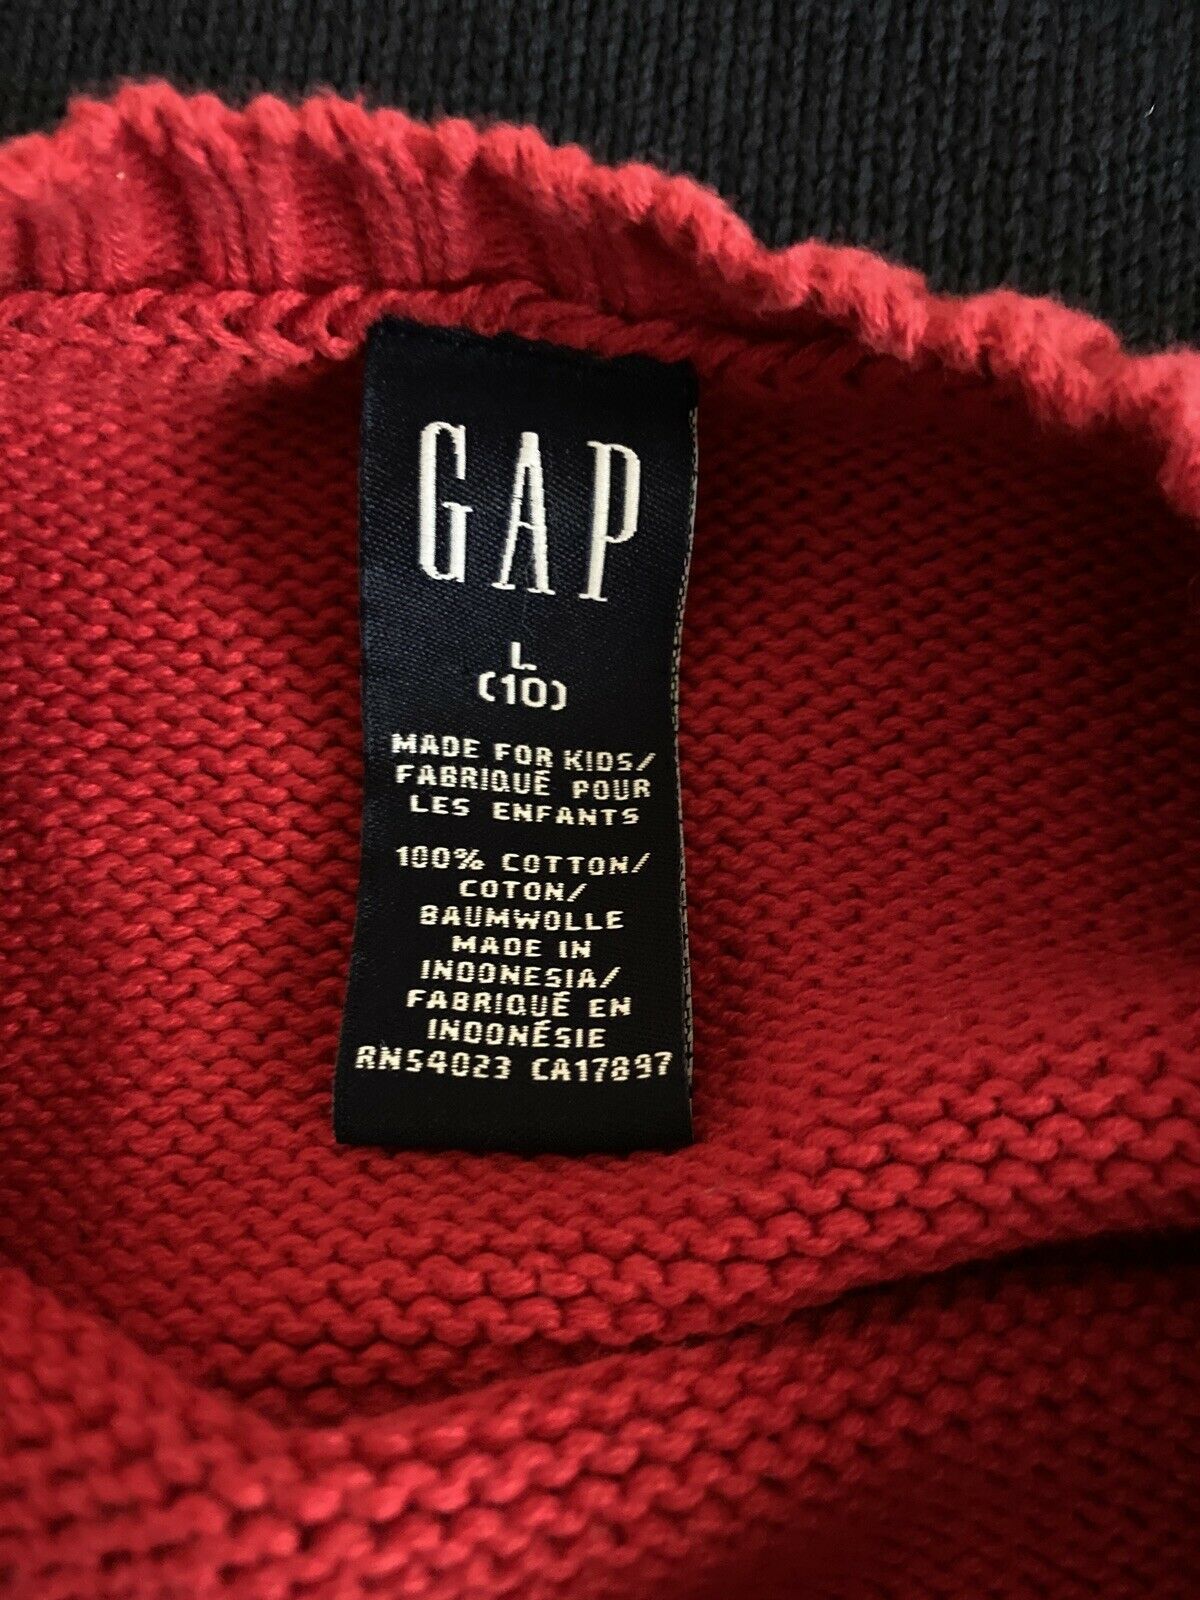 GAP
L
(10)
MADE FOR KIDS/
FABRIQUÉ POUR
LES ENFANTS
100% COTTON/
COTON/
BAUMWOLLE
MADE IN
INDONESIA/
FABRIQUÉ EN
INDONÉSIE
RN54023 CA17897